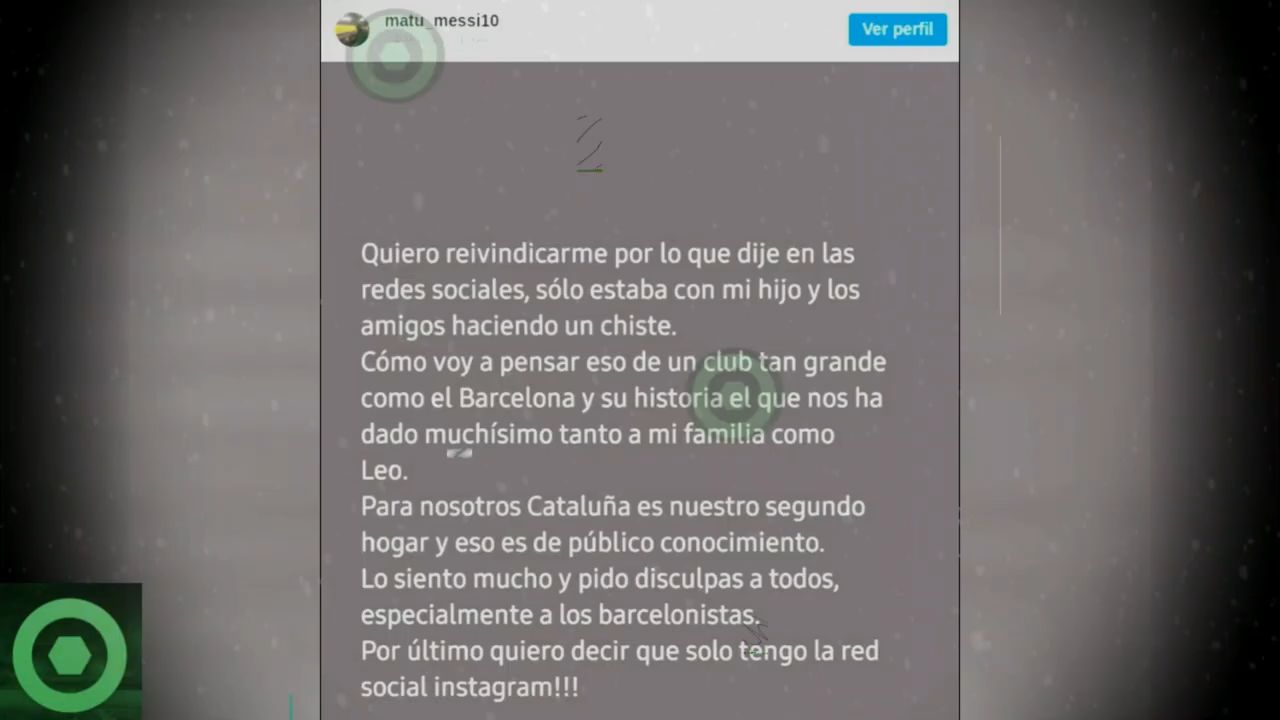 matu_messi10
Ver perfil
Quiero reivindicarme por lo que dije en las
redes sociales, sólo estaba con mi hijo y los
amigos haciendo un chiste.
Cómo voy a pensar eso de un club tan grande
como el Barcelona y su historia el que nos ha
dado muchísimo tanto a mi familia como
Leo.
Para nosotros Cataluña es nuestro segundo
hogar y eso es de público conocimiento.
Lo siento mucho y pido disculpas a todos,
especialmente a los barcelonistas.
Por último quiero decir que solo tengo la red
social instagram!!!